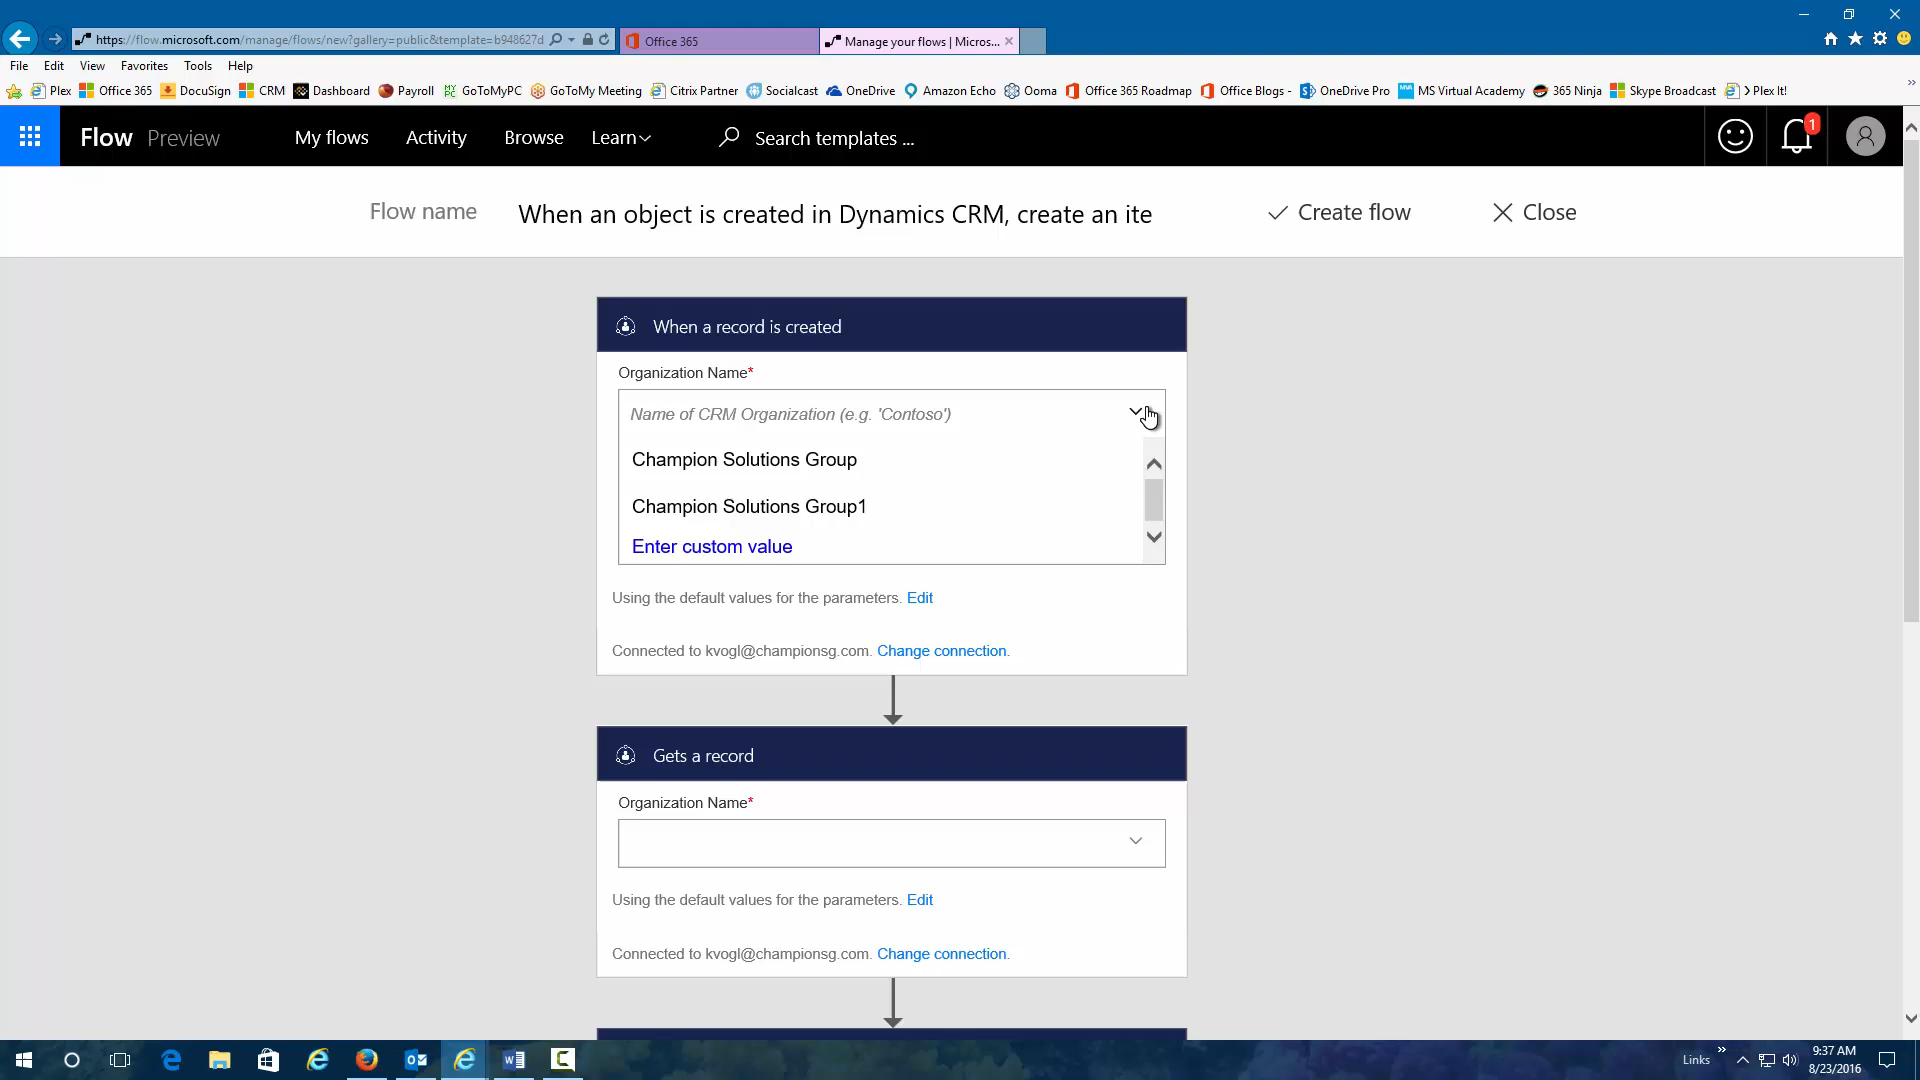 https://flow.microsoft.com/manage/flows/new?gallery=public&template=b948627d
Office 365
Manage your flows | Micros...
File Edit View Favorites Tools Help
Plex Office 365 DocuSign CRM Dashboard Payroll GoToMyPC GoToMy Meeting Citrix Partner Socialcast OneDrive Amazon Echo Ooma Office 365 Roadmap Office Blogs - OneDrive Pro MS Virtual Academy 365 Ninja Skype Broadcast > Plex It!
Flow Preview My flows Activity Browse Learn Search templates ... 1
Flow name When an object is created in Dynamics CRM, create an ite Create flow Close
When a record is created
Organization Name*
Name of CRM Organization (e.g. 'Contoso')
Champion Solutions Group
Champion Solutions Group1
Enter custom value
Using the default values for the parameters. Edit
Connected to kvogl@championsg.com. Change connection.
Gets a record
Organization Name*
Using the default values for the parameters. Edit
Connected to kvogl@championsg.com. Change connection.
Links
9:37 AM
8/23/2016